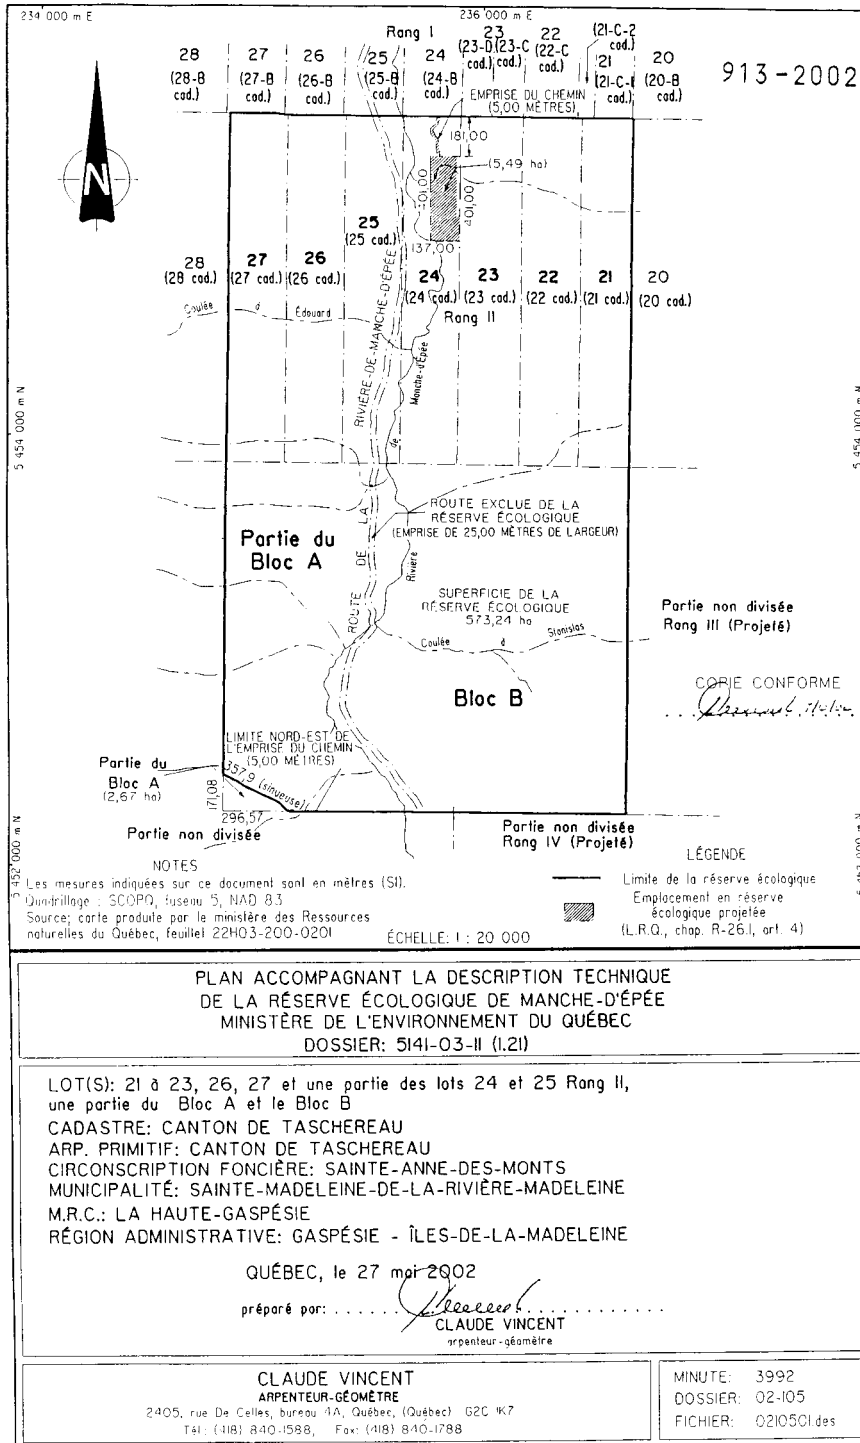 234 000 m E
236 000 m E
Rang I
28
(28-B
cad.)
27
(27-B
cad.)
26
(26-B
cad.)
25
(25-B
cad.)
24
(24-B
cad.)
23
(23-D,
cad.)
(23-C
cad.)
22
(22-C
cad.)
(21-C-2
cad.)
21
(21-C-1
cad.)
20
(20-B
cad.)
913-2002
EMPRISE DU CHEMIN
(5,00 MÈTRES)
181,00
(5,49 ha)
401,00
401,00
137,00
N
28
(28 cad.)
27
(27 cad.)
26
(26 cad.)
25
(25 cad.)
24
(24 cad.)
23
(23 cad.)
22
(22 cad.)
21
(21 cad.)
20
(20 cad.)
Rang II
Coulée d' Édouard
ROUTE DE LA RIVIÈRE-DE-MANCHE-D'ÉPÉE
Rivière de Manche-d'Épée
5 454 000 m N
5 454 000 m N
ROUTE EXCLUE DE LA
RÉSERVE ÉCOLOGIQUE
(EMPRISE DE 25,00 MÈTRES DE LARGEUR)
Partie du
Bloc A
SUPERFICIE DE LA
RÉSERVE ÉCOLOGIQUE
573,24 ha
Coulée à Stanislas
Partie non divisée
Rang III (Projeté)
Bloc B
COPIE CONFORME
LIMITE NORD-EST DE
L'EMPRISE DU CHEMIN
(5,00 MÈTRES)
Partie du
Bloc A
(2,67 ha)
357,9 (sinueuse)
171,08
296,57
Partie non divisée
Partie non divisée
Rang IV (Projeté)
5 452 000 m N
5 452 000 m N
NOTES
Les mesures indiquées sur ce document sont en mètres (SI).
Quadrillage : SCOPQ, fuseau 5, NAD 83
Source; carte produite par le ministère des Ressources
naturelles du Québec, feuillet 22H03-200-0201
ÉCHELLE: 1 : 20 000
LÉGENDE
Limite de la réserve écologique
Emplacement en réserve
écologique projetée
(L.R.Q., chap. R-26.1, art. 4)
PLAN ACCOMPAGNANT LA DESCRIPTION TECHNIQUE
DE LA RÉSERVE ÉCOLOGIQUE DE MANCHE-D'ÉPÉE
MINISTÈRE DE L'ENVIRONNEMENT DU QUÉBEC
DOSSIER: 5141-03-11 (1.21)
LOT(S): 21 à 23, 26, 27 et une partie des lots 24 et 25 Rang II,
une partie du Bloc A et le Bloc B
CADASTRE: CANTON DE TASCHEREAU
ARP. PRIMITIF: CANTON DE TASCHEREAU
CIRCONSCRIPTION FONCIÈRE: SAINTE-ANNE-DES-MONTS
MUNICIPALITÉ: SAINTE-MADELEINE-DE-LA-RIVIÈRE-MADELEINE
M.R.C.: LA HAUTE-GASPÉSIE
RÉGION ADMINISTRATIVE: GASPÉSIE - ÎLES-DE-LA-MADELEINE
QUÉBEC, le 27 mai 2002
préparé par:
CLAUDE VINCENT
arpenteur-géomètre
CLAUDE VINCENT
ARPENTEUR-GÉOMÈTRE
2405, rue De Celles, bureau 4A, Québec, (Québec) G2C 1K7
Tél: (418) 840-1588, Fax: (418) 840-1788
MINUTE: 3992
DOSSIER: 02-105
FICHIER: 02105C1.des